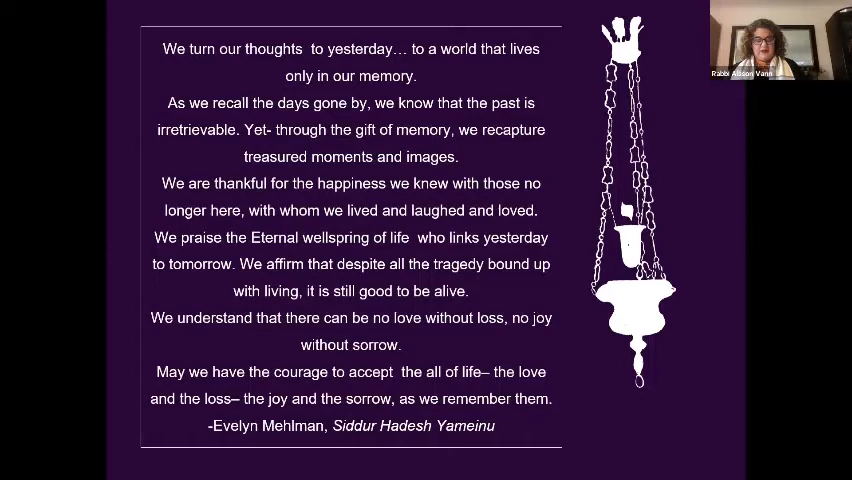 We turn our thoughts  to yesterday… to a world that lives
only in our memory.
As we recall the days gone by, we know that the past is
irretrievable. Yet- through the gift of memory, we recapture
treasured moments and images.
We are thankful for the happiness we knew with those no
longer here, with whom we lived and laughed and loved.
We praise the Eternal wellspring of life  who links yesterday
to tomorrow. We affirm that despite all the tragedy bound up
with living, it is still good to be alive.
We understand that there can be no love without loss, no joy
without sorrow.
May we have the courage to accept  the all of life– the love
and the loss– the joy and the sorrow, as we remember them.
-Evelyn Mehlman, Siddur Hadesh Yameinu
Rabbi Alsson Vann